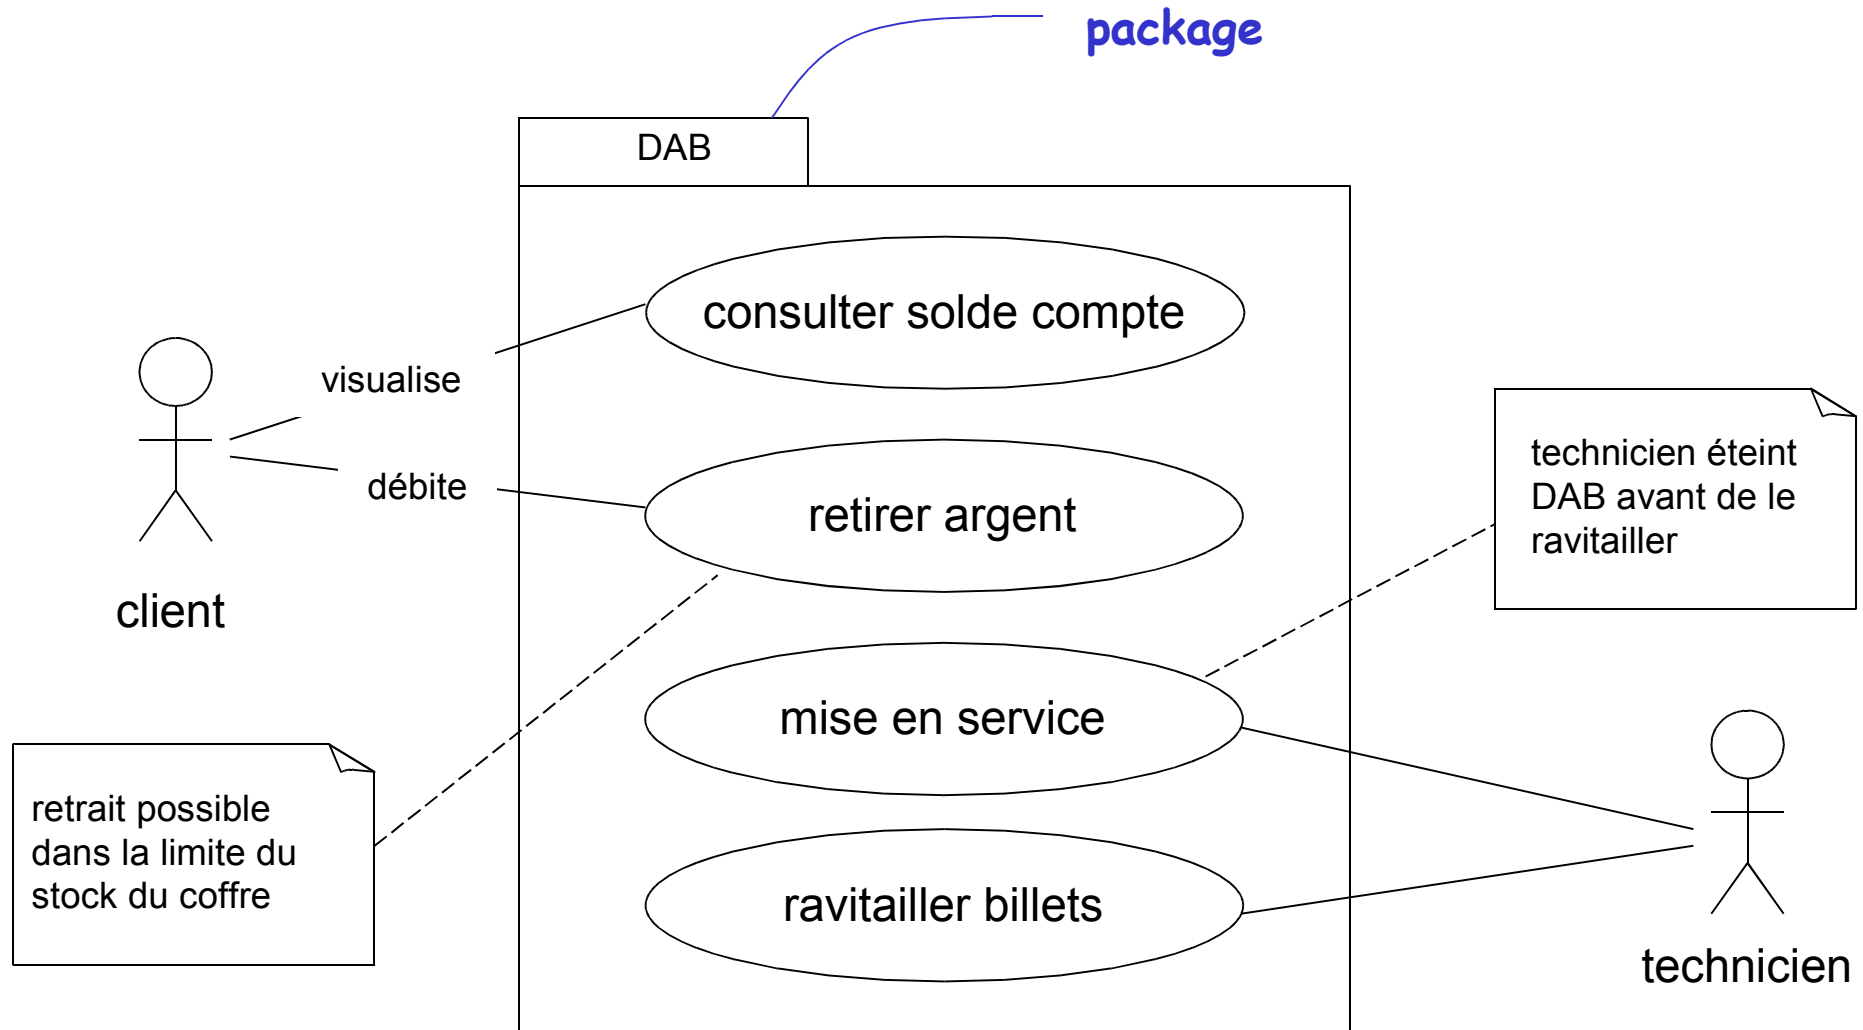 package
DAB
consulter solde compte
visualise
débite
retirer argent
client
technicien éteint
DAB avant de le
ravitailler
mise en service
retrait possible
dans la limite du
stock du coffre
ravitailler billets
technicien